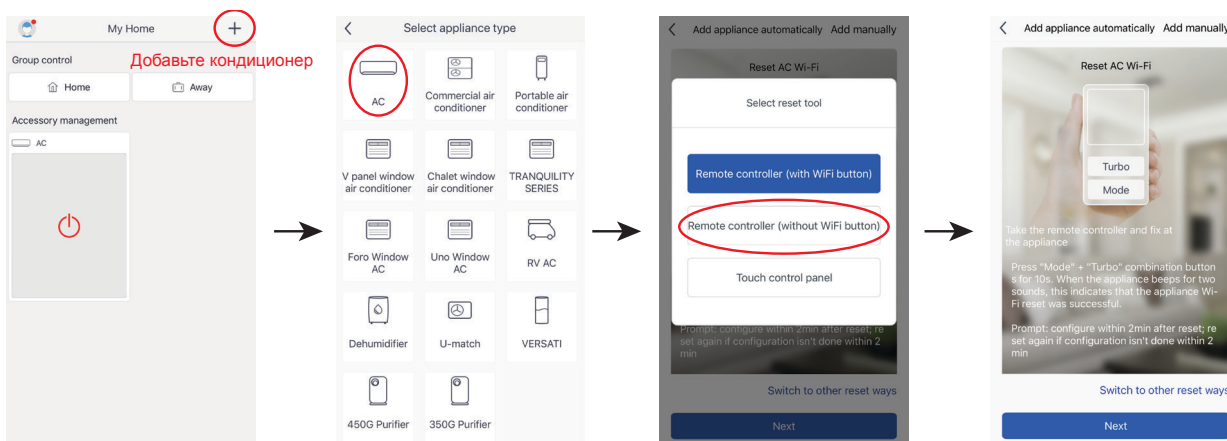 My Home
+
Добавьте кондиционер
Group control
Home
Away
Accessory management
AC
Select appliance type
AC
Commercial air
conditioner
Portable air
conditioner
V panel window
air conditioner
Chalet window
air conditioner
TRANQUILITY
SERIES
Foro Window
AC
Uno Window
AC
RV AC
Dehumidifier
U-match
VERSATI
450G Purifier
350G Purifier
Add appliance automatically Add manually
Reset AC Wi-Fi
Select reset tool
Remote controller (with WiFi button)
Remote controller (without WiFi button)
Touch control panel
Prompt: configure within 2min after reset; re
set again if configuration isn't done within 2
min
Switch to other reset ways
Next
Add appliance automatically Add manually
Reset AC Wi-Fi
Turbo
Mode
Take the remote controller and fix at
the appliance
Press "Mode" + "Turbo" combination button
s for 10s. When the appliance beeps for two
sounds, this indicates that the appliance Wi-
Fi reset was successful.
Prompt: configure within 2min after reset; re
set again if configuration isn't done within 2
min
Switch to other reset ways
Next